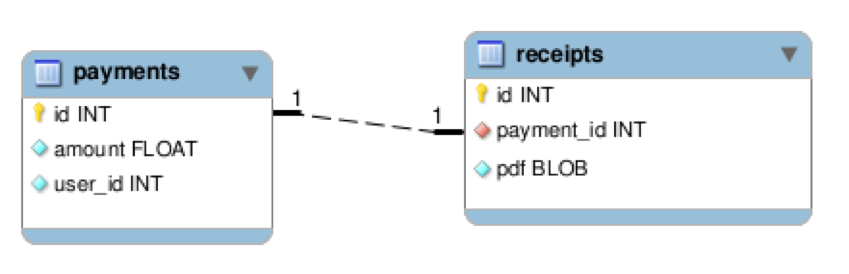 payments
id INT
amount FLOAT
user_id INT
1
1
receipts
id INT
payment_id INT
pdf BLOB